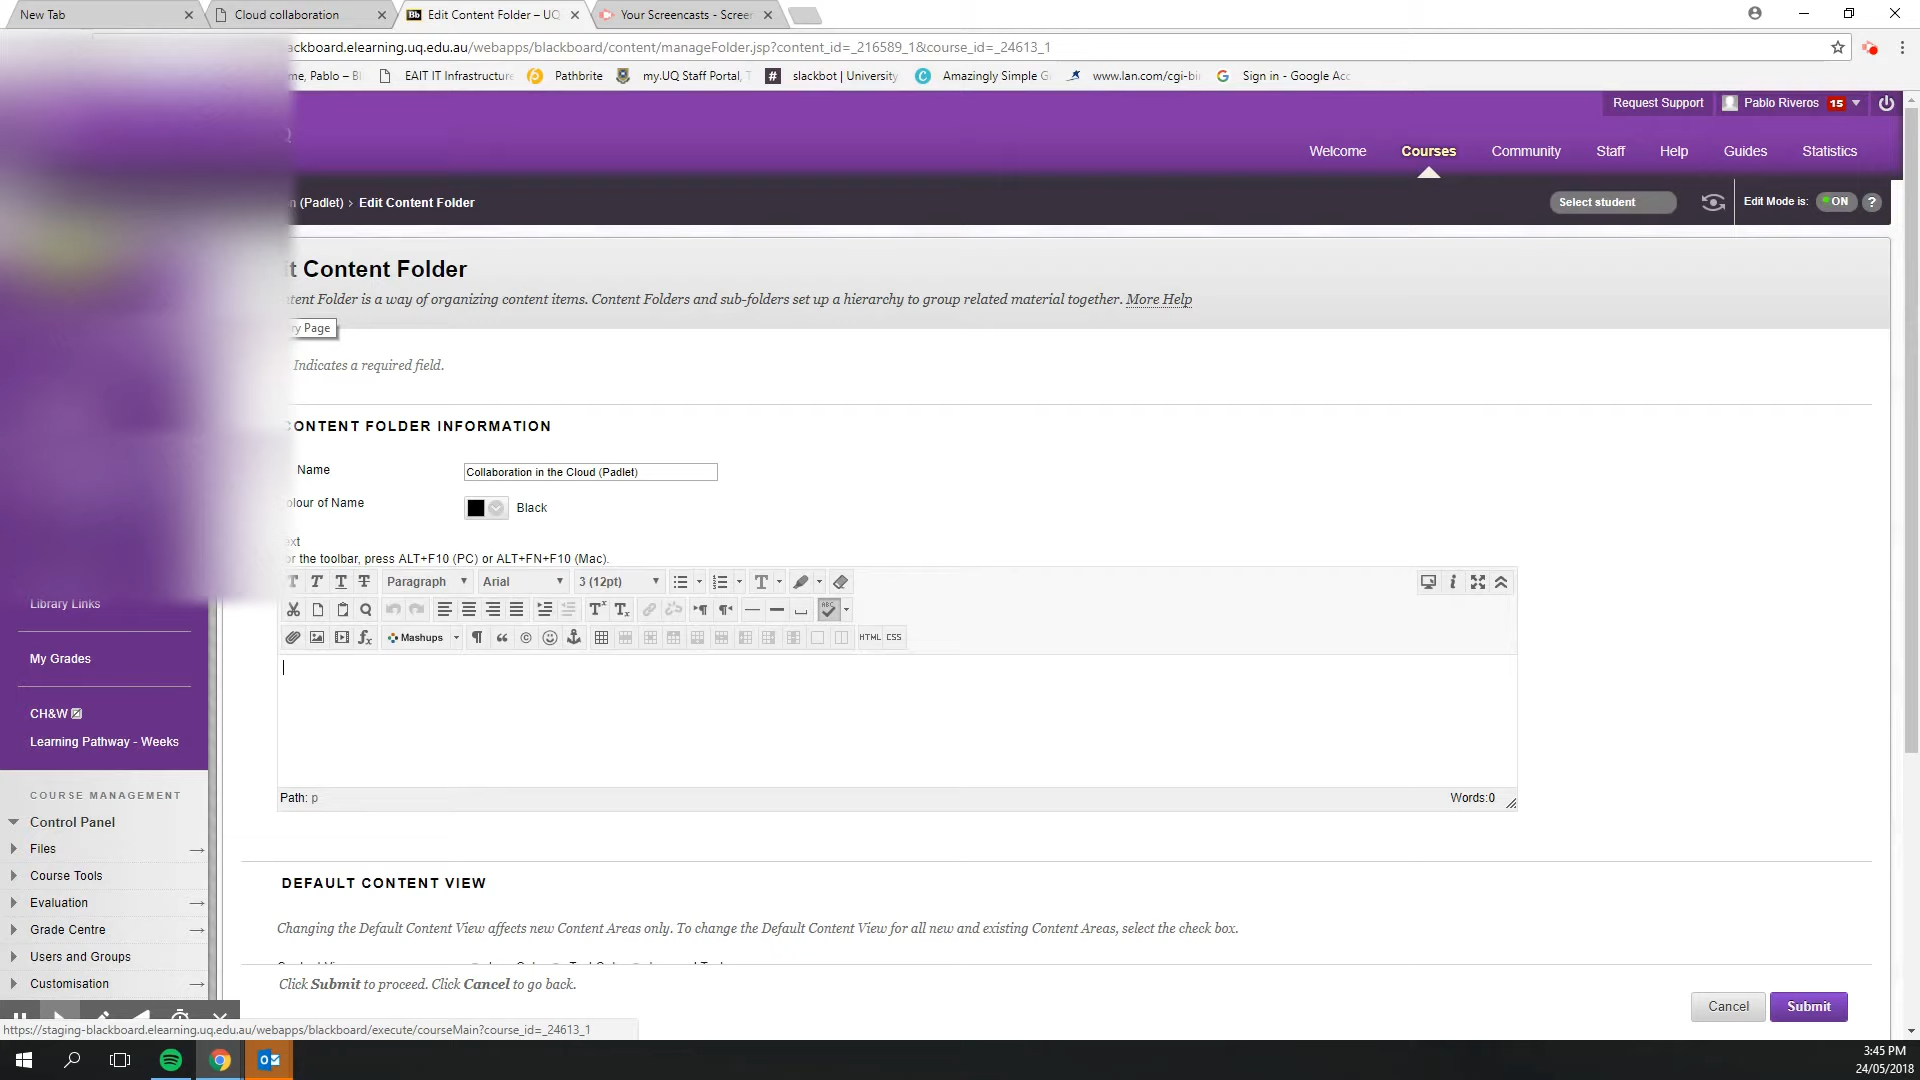 New Tab
Cloud collaboration
Edit Content Folder – UQ
Your Screencasts - Screen
ackboard.elearning.uq.edu.au/webapps/blackboard/content/manageFolder.jsp?content_id=_216589_1&course_id=_24613_1
me, Pablo – Bl
EAIT IT Infrastructure
Pathbrite
my.UQ Staff Portal, T
slackbot | University
Amazingly Simple G
www.lan.com/cgi-bi
Sign in - Google Acc
Request Support
Pablo Riveros
15
Welcome
Courses
Community
Staff
Help
Guides
Statistics
(Padlet) > Edit Content Folder
Select student
Edit Mode is:
ON
?
it Content Folder
ntent Folder is a way of organizing content items. Content Folders and sub-folders set up a hierarchy to group related material together. More Help
ry Page
Indicates a required field.
CONTENT FOLDER INFORMATION
Name
Collaboration in the Cloud (Padlet)
olour of Name
Black
ext
or the toolbar, press ALT+F10 (PC) or ALT+FN+F10 (Mac).
T T T T Paragraph Arial 3 (12pt)
ABC
Mashups
HTML CSS
Path: p
Words:0
Library Links
My Grades
CH&W
Learning Pathway - Weeks
COURSE MANAGEMENT
Control Panel
Files
Course Tools
Evaluation
Grade Centre
Users and Groups
Customisation
DEFAULT CONTENT VIEW
Changing the Default Content View affects new Content Areas only. To change the Default Content View for all new and existing Content Areas, select the check box.
Click Submit to proceed. Click Cancel to go back.
Cancel
Submit
https://staging-blackboard.elearning.uq.edu.au/webapps/blackboard/execute/courseMain?course_id=_24613_1
3:45 PM
24/05/2018